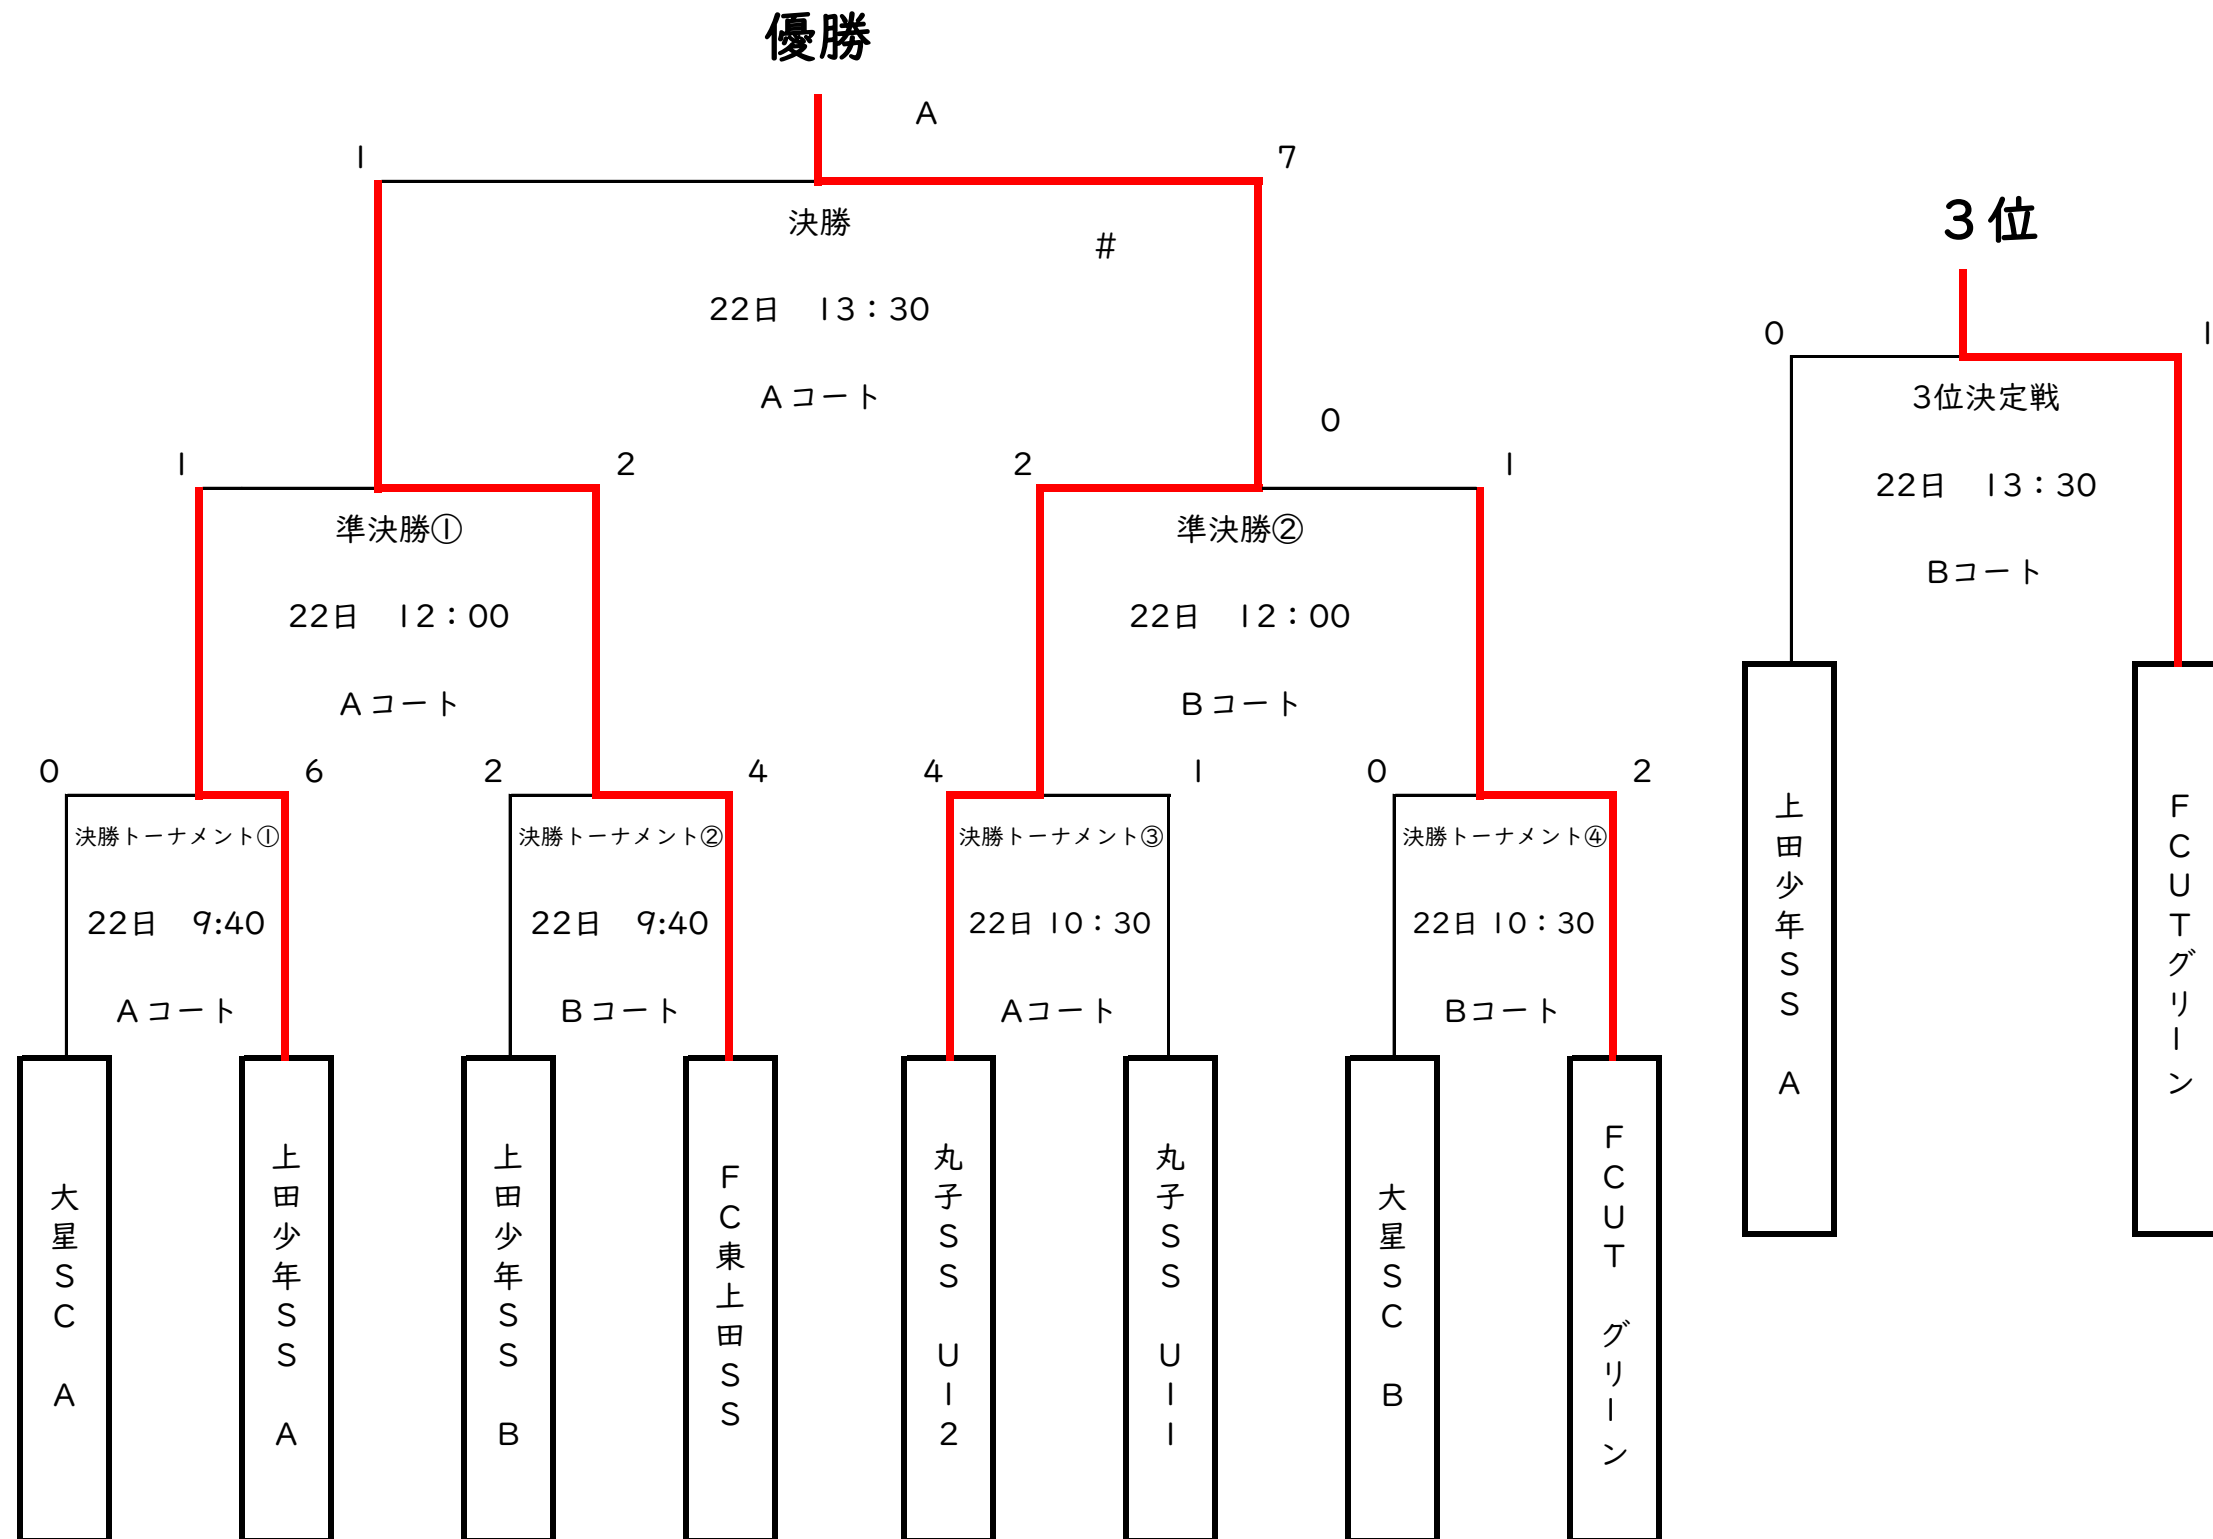 優勝
A
1
7
決勝
#
22日　13：30
Aコート
3位
0
1
3位決定戦
22日　13：30
Bコート
上田少年SS　A
FCUTグリーン
1
2
準決勝①
22日　12：00
Aコート
0
2
1
準決勝②
22日　12：00
Bコート
0
6
決勝トーナメント①
22日　9:40
Aコート
2
4
決勝トーナメント②
22日　9:40
Bコート
4
1
決勝トーナメント③
22日 10：30
Aコート
0
2
決勝トーナメント④
22日 10：30
Bコート
大星SC　A
上田少年SS　A
上田少年SS　B
FC東上田SS
丸子SS　U12
丸子SS　U11
大星SC　B
FCUT　グリーン